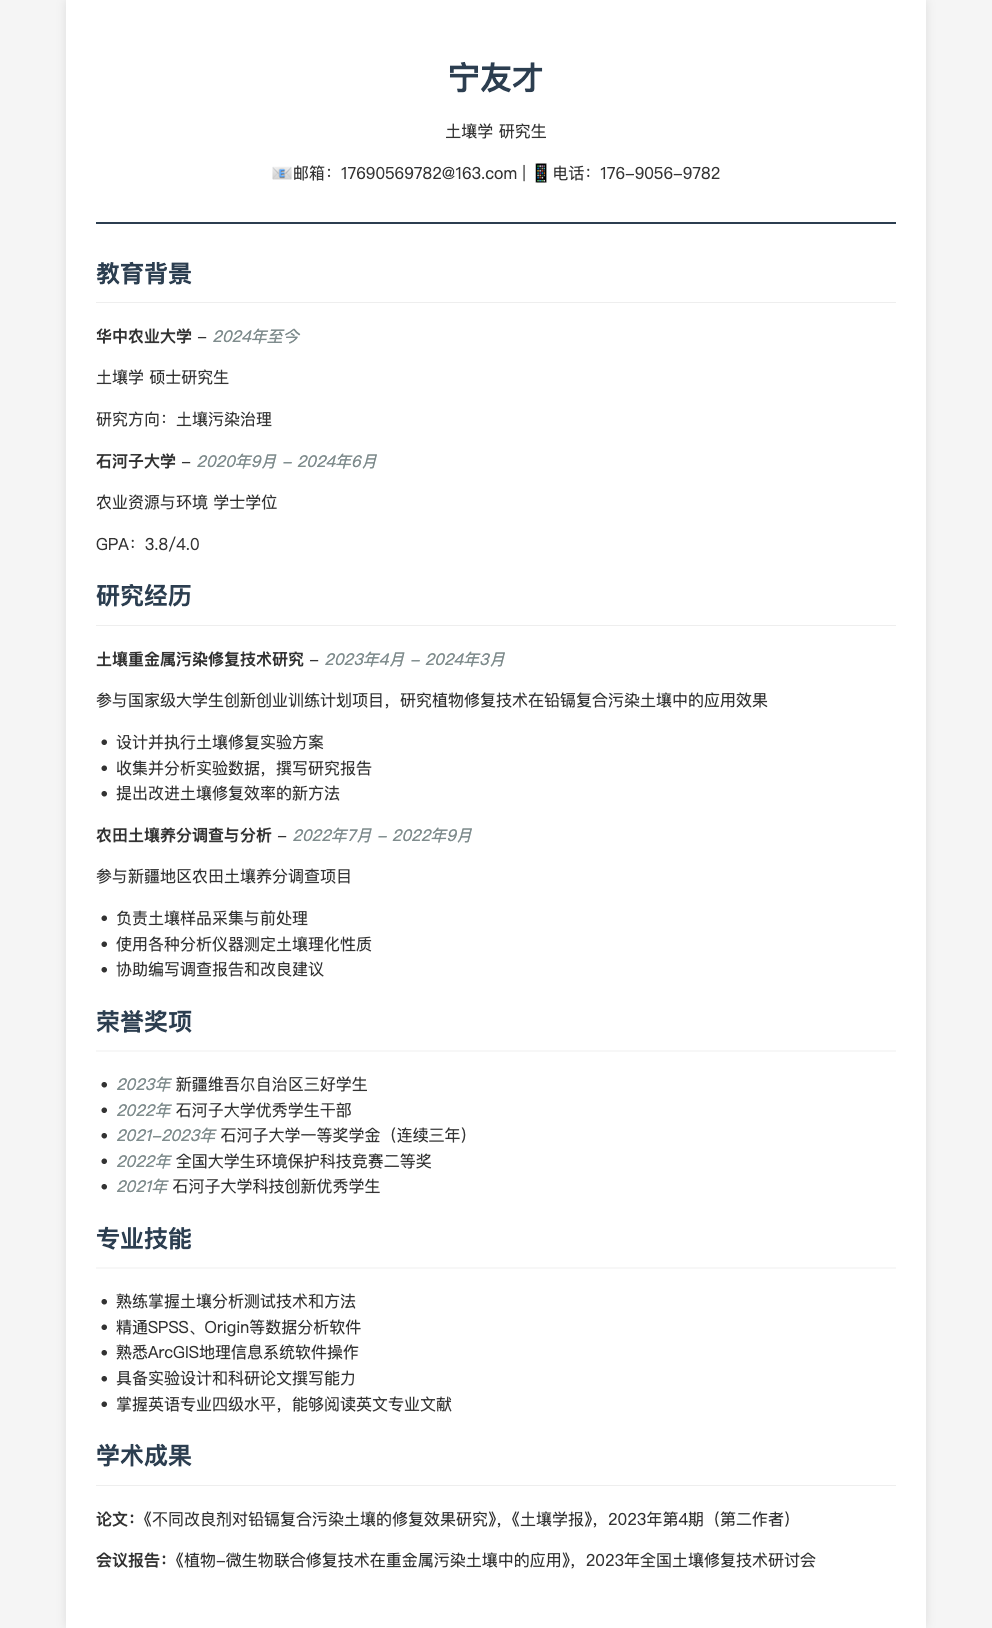 宁友才
土壤学 研究生
📧邮箱：17690569782@163.com | 📱电话：176-9056-9782
教育背景
华中农业大学 - 2024年至今
土壤学 硕士研究生
研究方向：土壤污染治理
石河子大学 - 2020年9月 - 2024年6月
农业资源与环境 学士学位
GPA：3.8/4.0
研究经历
土壤重金属污染修复技术研究 - 2023年4月 - 2024年3月
参与国家级大学生创新创业训练计划项目，研究植物修复技术在铅镉复合污染土壤中的应用效果
• 设计并执行土壤修复实验方案
• 收集并分析实验数据，撰写研究报告
• 提出改进土壤修复效率的新方法
农田土壤养分调查与分析 - 2022年7月 - 2022年9月
参与新疆地区农田土壤养分调查项目
• 负责土壤样品采集与前处理
• 使用各种分析仪器测定土壤理化性质
• 协助编写调查报告和改良建议
荣誉奖项
• 2023年 新疆维吾尔自治区三好学生
• 2022年 石河子大学优秀学生干部
• 2021-2023年 石河子大学一等奖学金（连续三年）
• 2022年 全国大学生环境保护科技竞赛二等奖
• 2021年 石河子大学科技创新优秀学生
专业技能
• 熟练掌握土壤分析测试技术和方法
• 精通SPSS、Origin等数据分析软件
• 熟悉ArcGIS地理信息系统软件操作
• 具备实验设计和科研论文撰写能力
• 掌握英语专业四级水平，能够阅读英文专业文献
学术成果
论文：《不同改良剂对铅镉复合污染土壤的修复效果研究》，《土壤学报》，2023年第4期（第二作者）
会议报告：《植物-微生物联合修复技术在重金属污染土壤中的应用》，2023年全国土壤修复技术研讨会